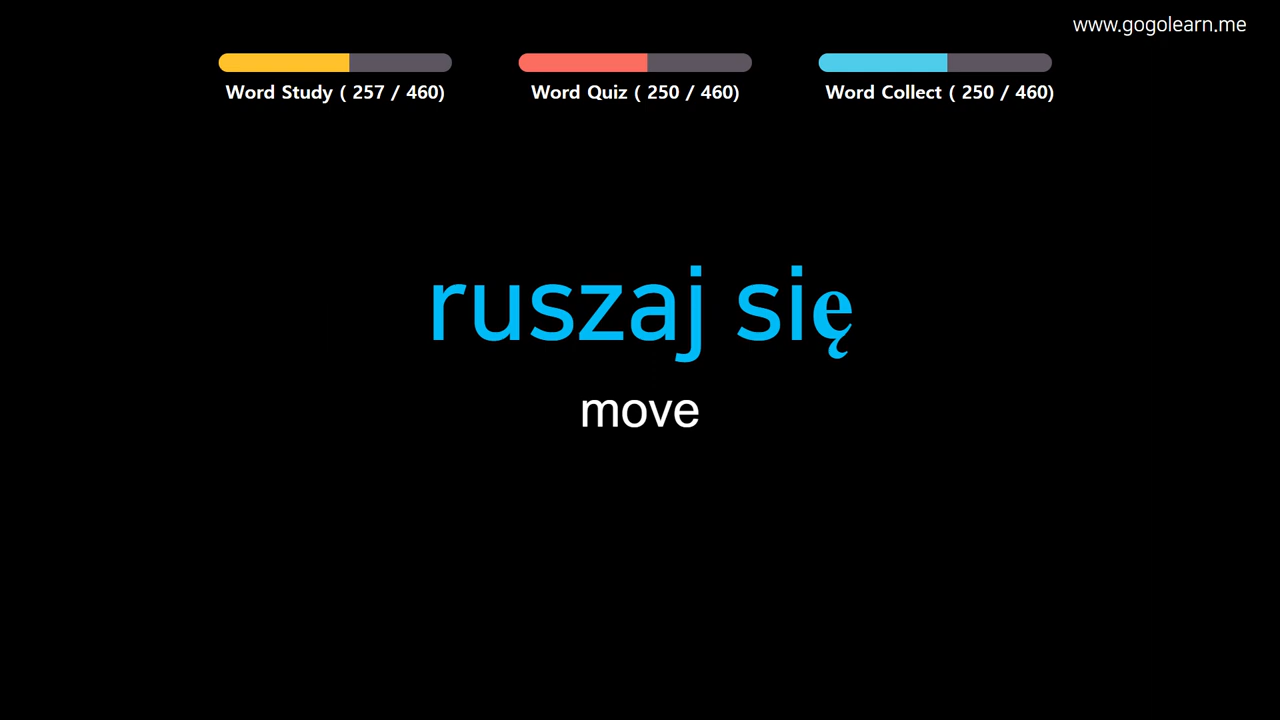 www.gogolearn.me
Word Study ( 257 / 460)
Word Quiz ( 250 / 460)
Word Collect ( 250 / 460)
ruszaj się
move